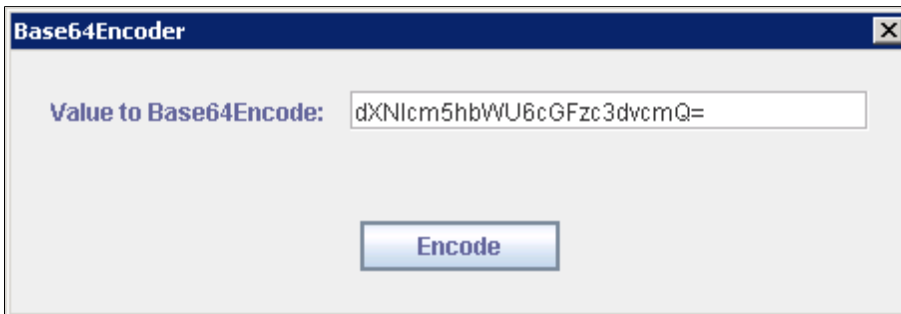 Base64Encoder
Value to Base64Encode: dXNlcm5hbWU6cGFzc3dvcmQ=
Encode